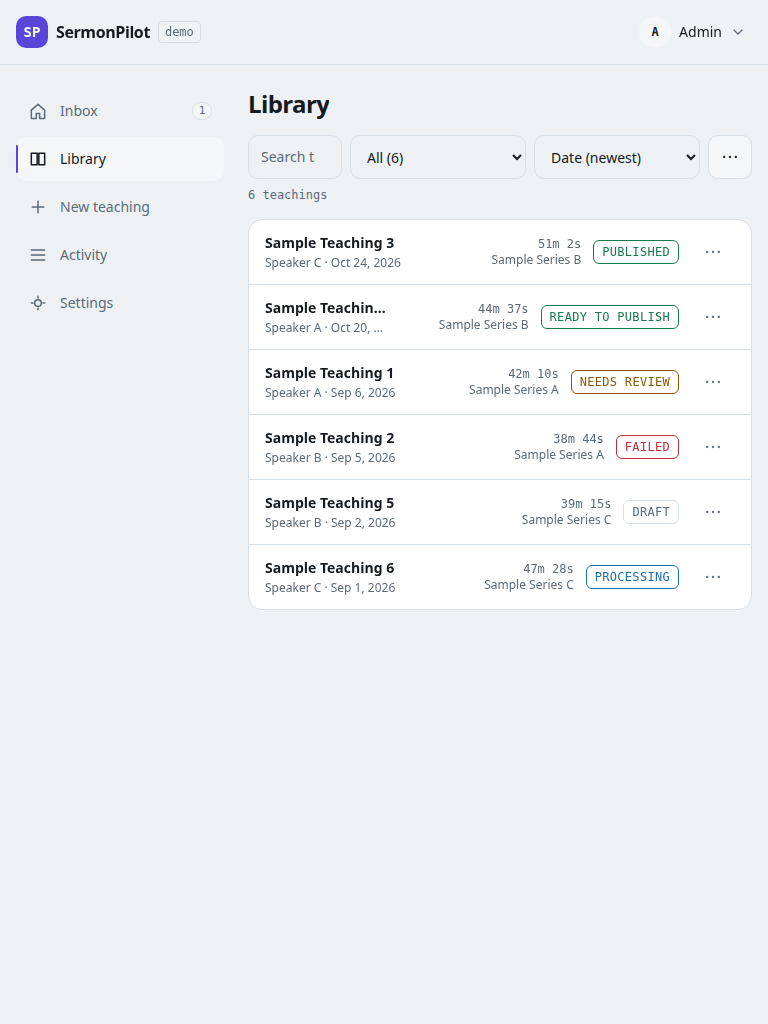 SP SermonPilot demo
A Admin
Inbox 1
Library
New teaching
Activity
Settings
Library
Search t
All (6)
Date (newest)
···
6 teachings
Sample Teaching 3
Speaker C · Oct 24, 2026
51m 2s
Sample Series B
PUBLISHED
···
Sample Teachin...
Speaker A · Oct 20, ...
44m 37s
Sample Series B
READY TO PUBLISH
···
Sample Teaching 1
Speaker A · Sep 6, 2026
42m 10s
Sample Series A
NEEDS REVIEW
···
Sample Teaching 2
Speaker B · Sep 5, 2026
38m 44s
Sample Series A
FAILED
···
Sample Teaching 5
Speaker B · Sep 2, 2026
39m 15s
Sample Series C
DRAFT
···
Sample Teaching 6
Speaker C · Sep 1, 2026
47m 28s
Sample Series C
PROCESSING
···